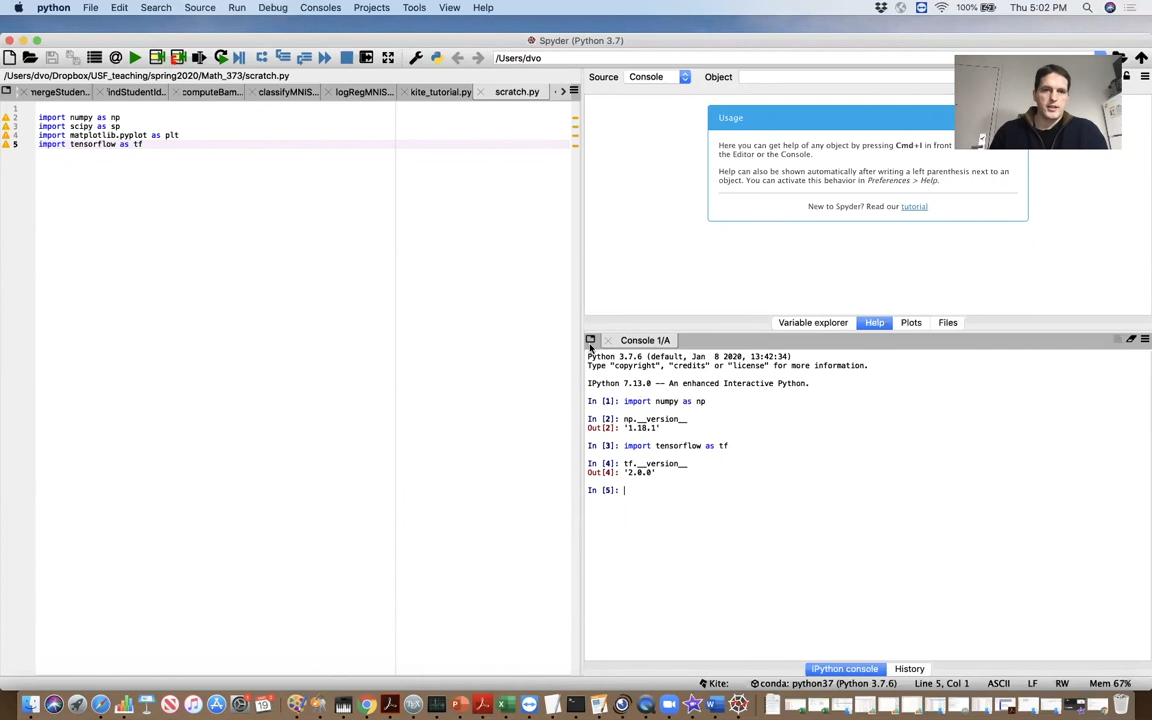 python File Edit Search Source Run Debug Consoles Projects Tools View Help
100% Thu 5:02 PM
Spyder (Python 3.7)
/Users/dvo
/Users/dvo/Dropbox/USF_teaching/spring2020/Math_373/scratch.py
Source Console Object
mergeStuden... indStudentId... computeBam... classifyMNIS... logRegMNIS... kite_tutorial.py scratch.py
1
2 import numpy as np
3 import scipy as sp
4 import matplotlib.pyplot as plt
5 import tensorflow as tf
Usage
Here you can get help of any object by pressing Cmd+I in front
the Editor or the Console.
Help can also be shown automatically after writing a left parenthesis next to an
object. You can activate this behavior in Preferences > Help.
New to Spyder? Read our tutorial
Variable explorer Help Plots Files
Console 1/A
Python 3.7.6 (default, Jan 8 2020, 13:42:34)
Type "copyright", "credits" or "license" for more information.
IPython 7.13.0 -- An enhanced Interactive Python.
In [1]: import numpy as np
In [2]: np.__version__
Out[2]: '1.18.1'
In [3]: import tensorflow as tf
In [4]: tf.__version__
Out[4]: '2.0.0'
In [5]:
IPython console History
Kite: conda: python37 (Python 3.7.6) Line 5, Col 1 ASCII LF RW Mem 67%
19